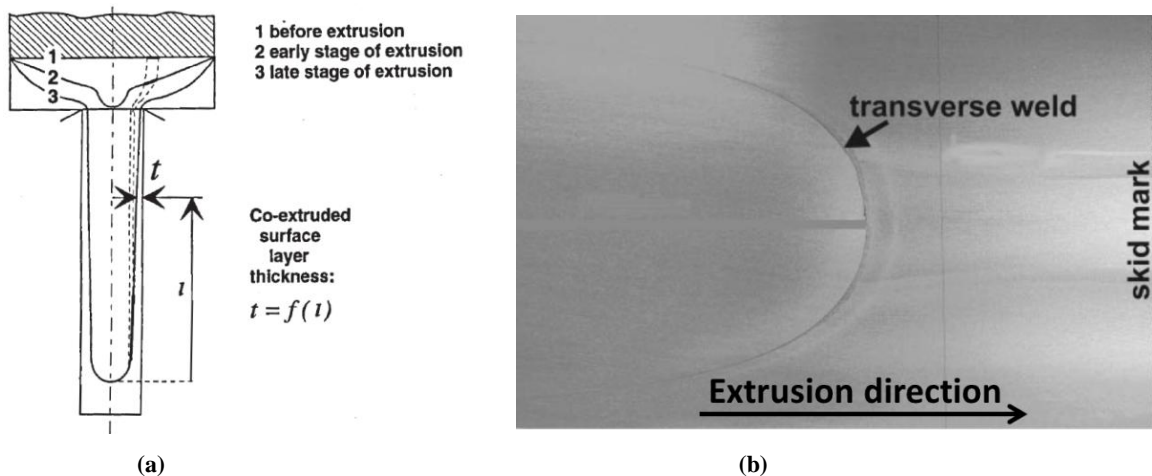 1 before extrusion
2 early stage of extrusion
3 late stage of extrusion
1
2
3
t
ι
Co-extruded
surface
layer
thickness:
t = f(ι)
transverse weld
skid mark
Extrusion direction
(a)
(b)